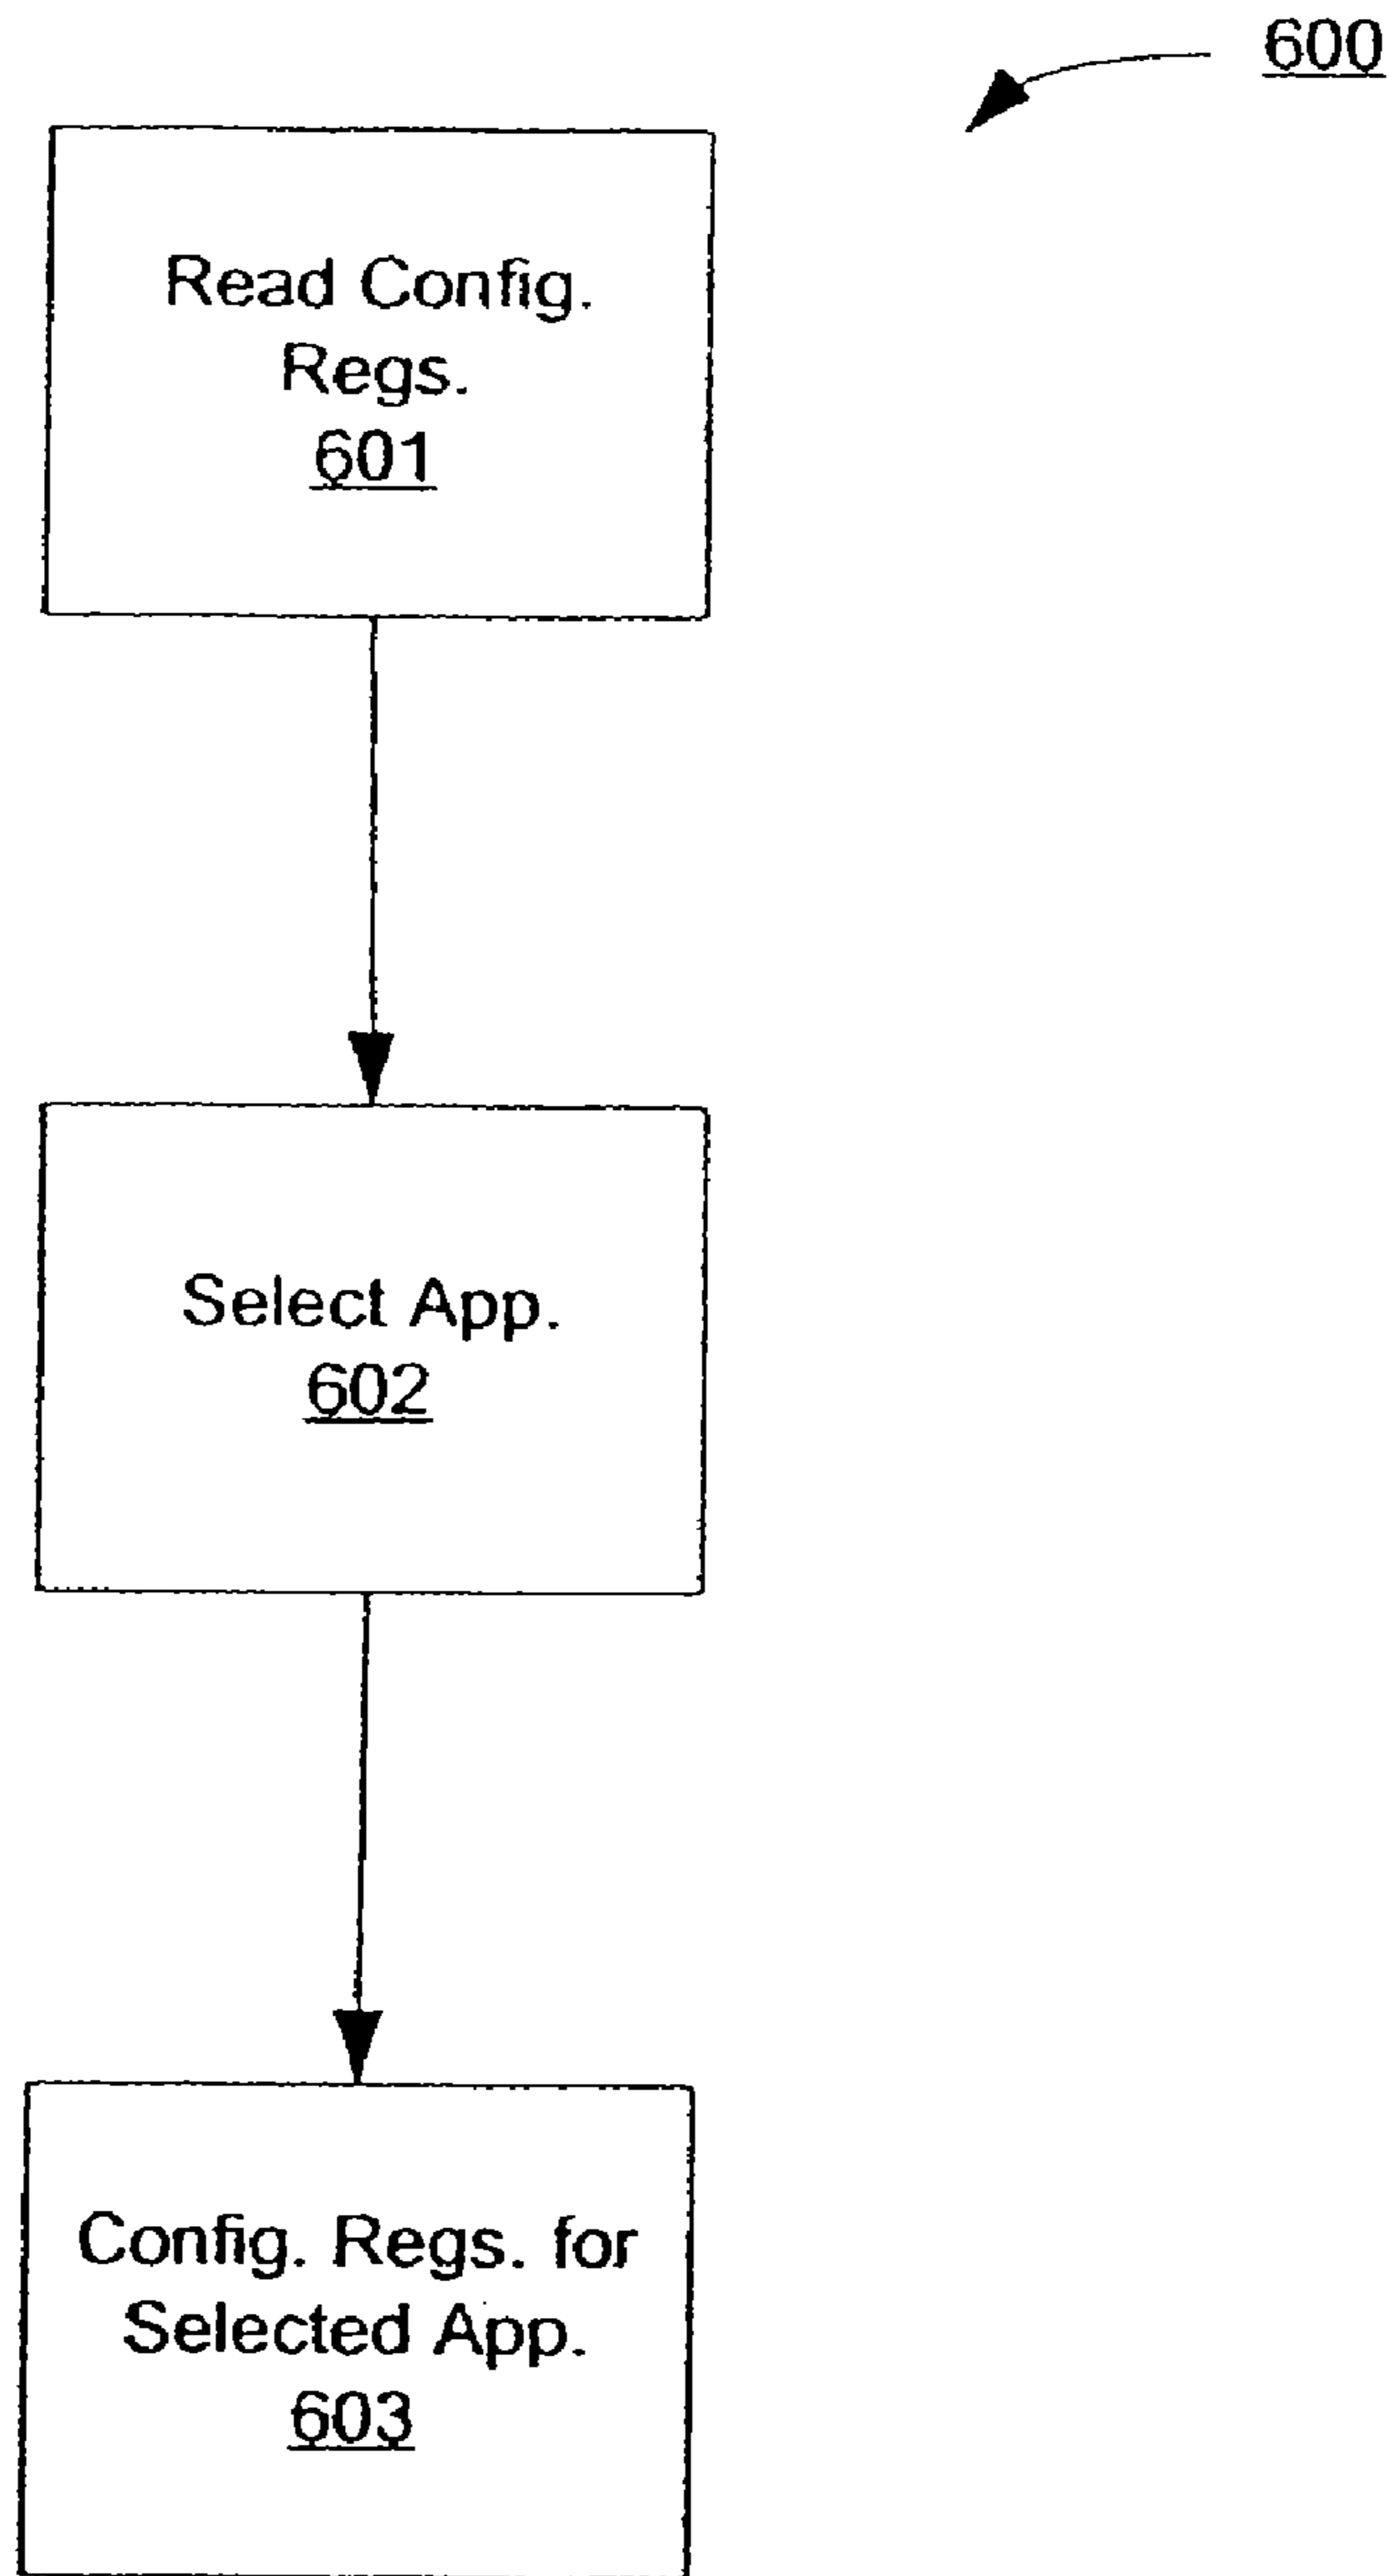 600
Read Config.
Regs.
601
Select App.
602
Config. Regs. for
Selected App.
603